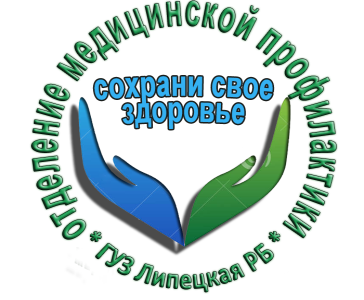 отделение медицинской профилактики
сохрани свое
здоровье
* ГУЗ Липецкая РБ *